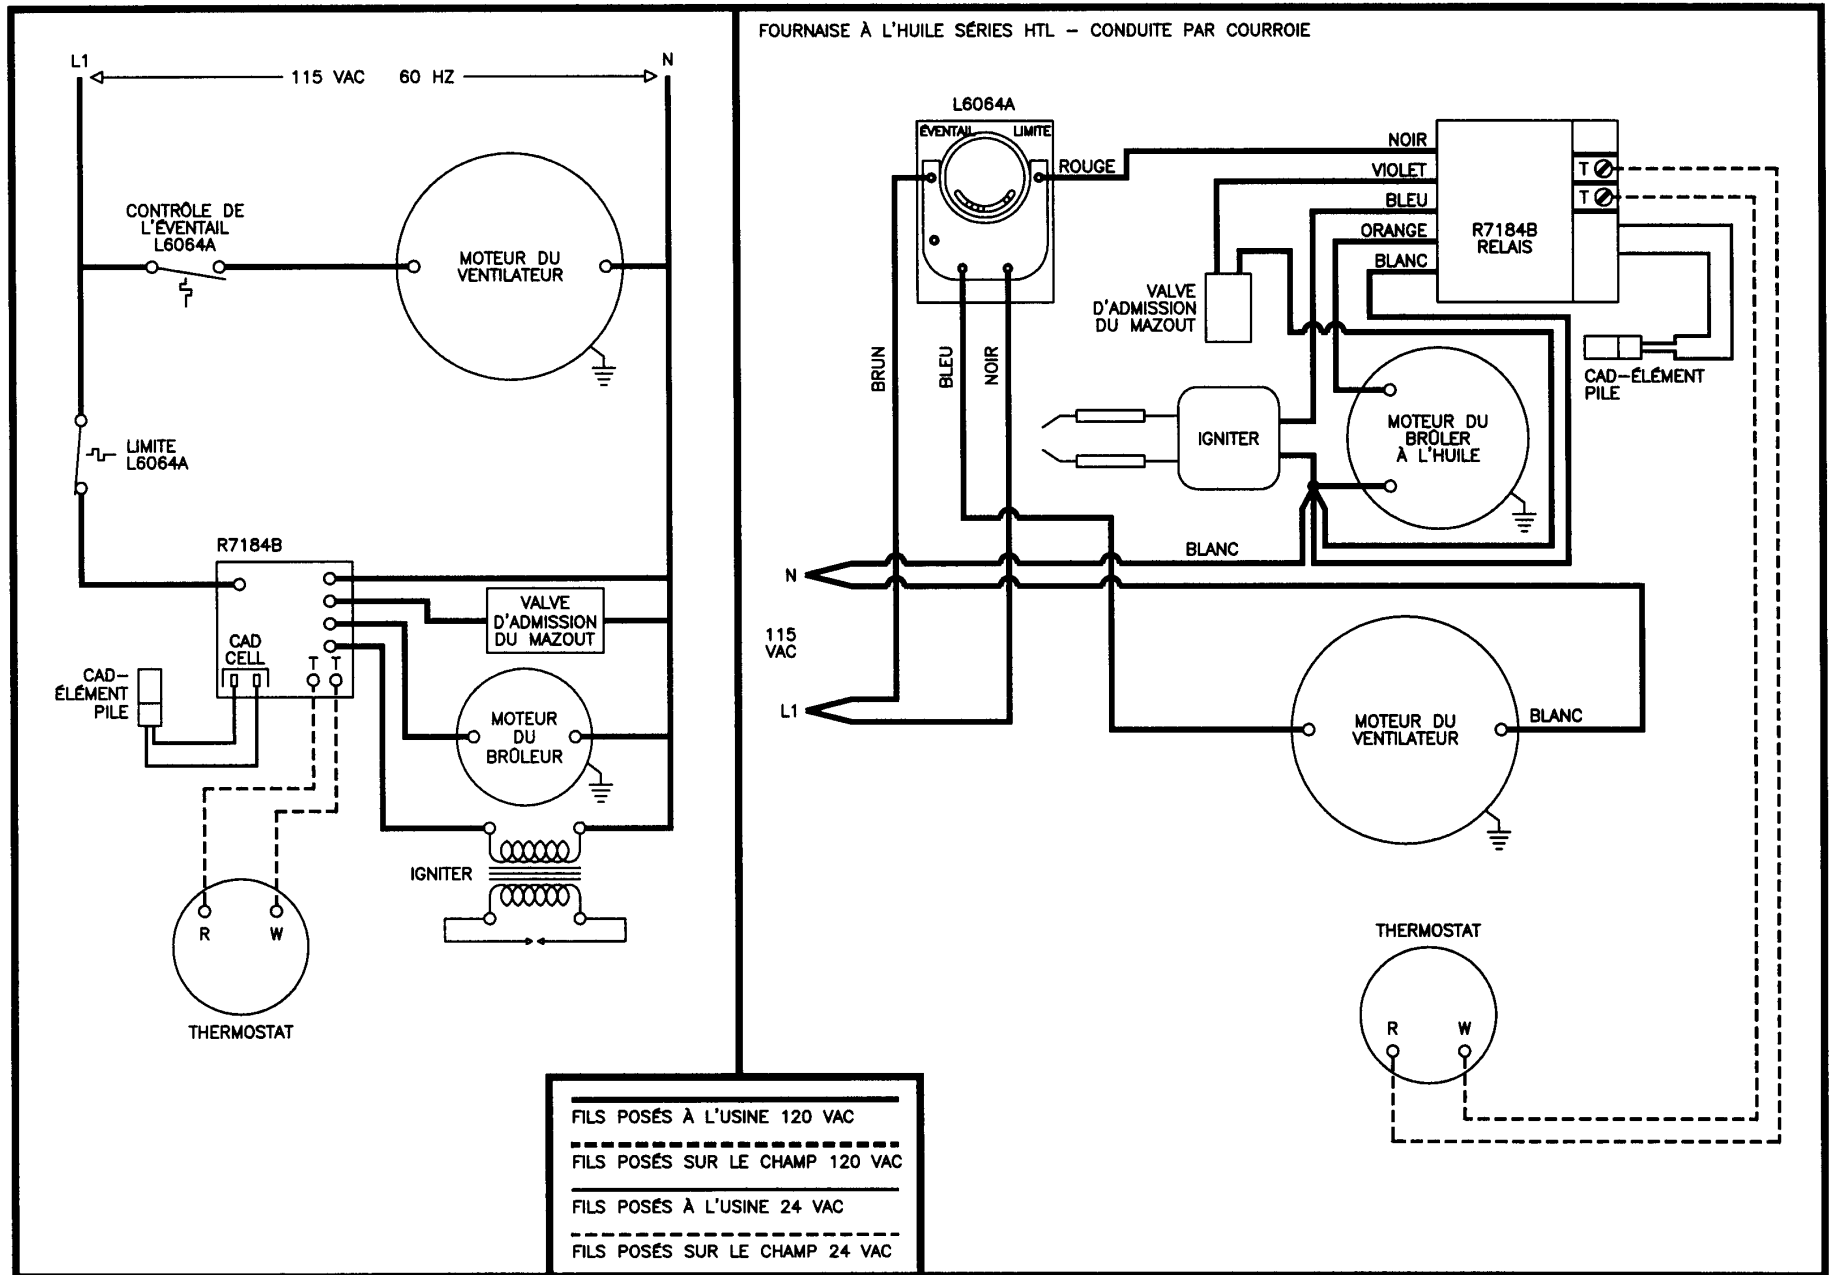 L1
115 VAC 60 HZ
N
CONTRÔLE DE
L'ÉVENTAIL
L6064A
MOTEUR DU
VENTILATEUR
LIMITE
L6064A
R7184B
VALVE
D'ADMISSION
DU MAZOUT
CAD
CELL
T T
CAD-
ÉLÉMENT
PILE
MOTEUR
DU
BRÛLEUR
IGNITER
R W
THERMOSTAT
FOURNAISE À L'HUILE SÉRIES HTL - CONDUITE PAR COURROIE
L6064A
ÉVENTAIL LIMITE
ROUGE
NOIR
VIOLET
BLEU
ORANGE
BLANC
R7184B
RELAIS
T
T
VALVE
D'ADMISSION
DU MAZOUT
BRUN
BLEU
NOIR
CAD-ÉLÉMENT
PILE
IGNITER
MOTEUR DU
BRÛLER
À L'HUILE
BLANC
N
115
VAC
L1
MOTEUR DU
VENTILATEUR
BLANC
THERMOSTAT
R W
FILS POSÉS À L'USINE 120 VAC
FILS POSÉS SUR LE CHAMP 120 VAC
FILS POSÉS À L'USINE 24 VAC
FILS POSÉS SUR LE CHAMP 24 VAC